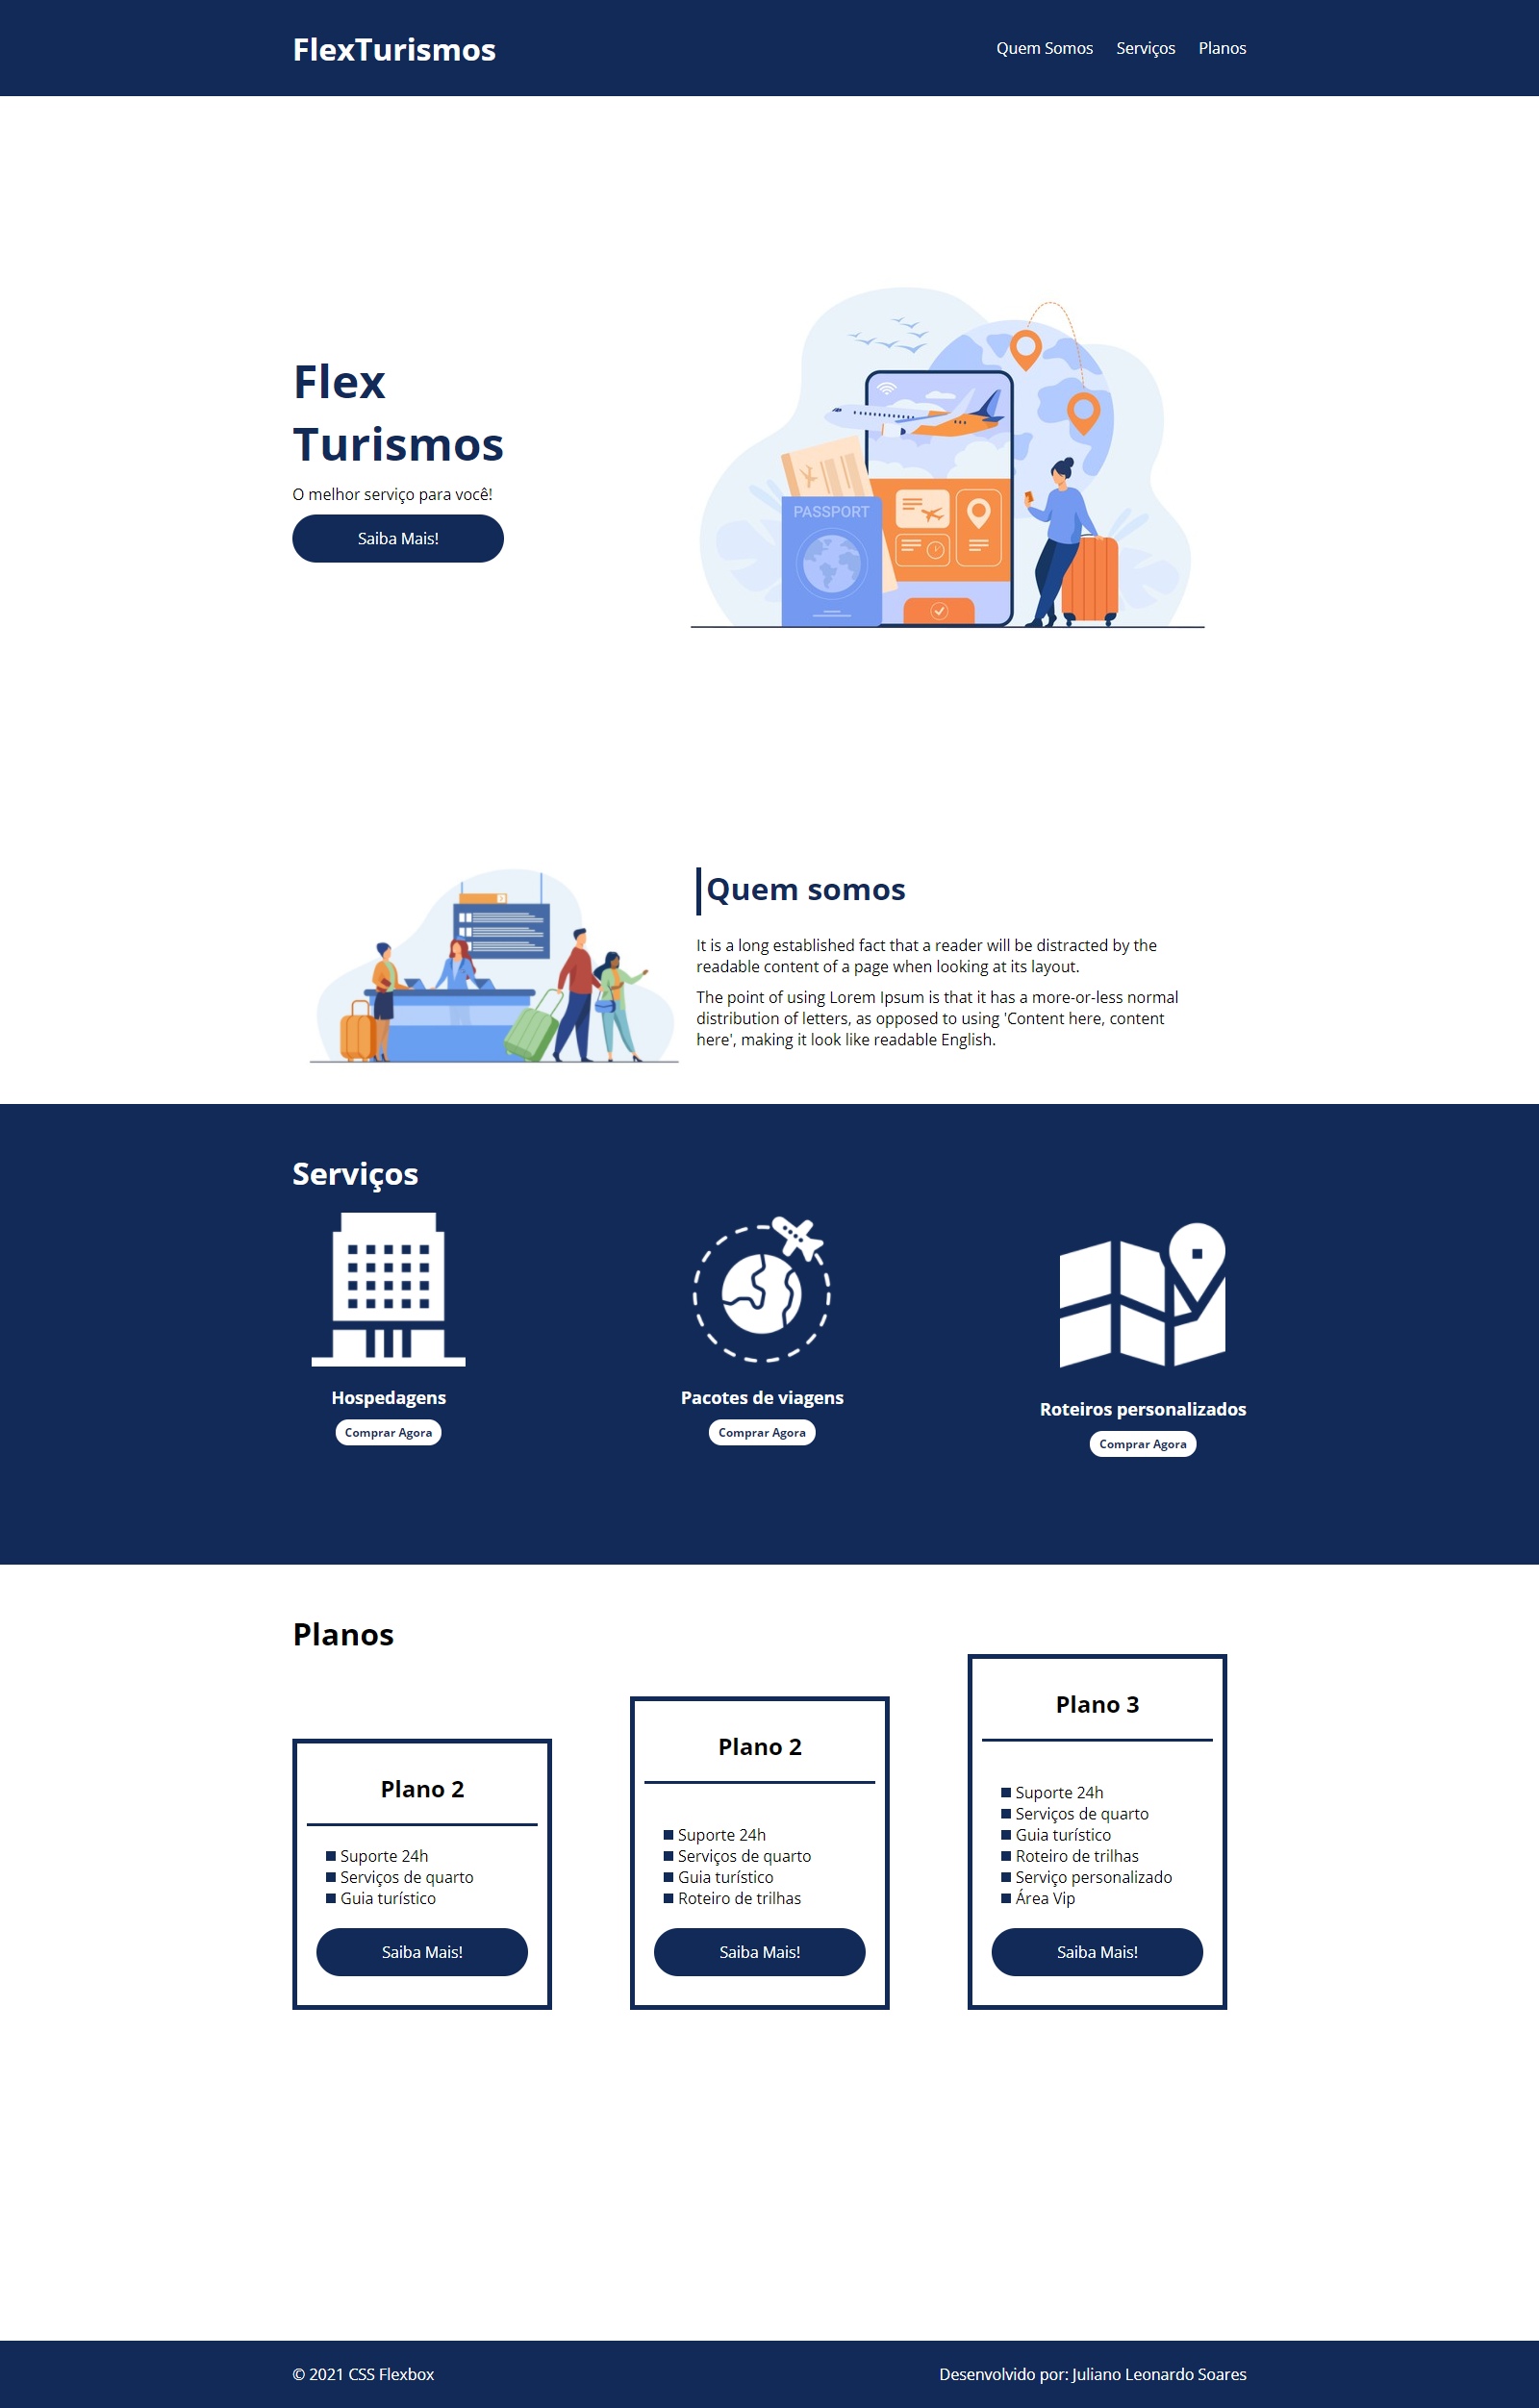 FlexTurismos
Quem Somos Serviços Planos
Flex
Turismos
O melhor serviço para você!
Saiba Mais!
PASSPORT
Quem somos
It is a long established fact that a reader will be distracted by the
readable content of a page when looking at its layout.
The point of using Lorem Ipsum is that it has a more-or-less normal
distribution of letters, as opposed to using 'Content here, content
here', making it look like readable English.
Serviços
Hospedagens
Comprar Agora
Pacotes de viagens
Comprar Agora
Roteiros personalizados
Comprar Agora
Planos
Plano 2
Suporte 24h
Serviços de quarto
Guia turístico
Saiba Mais!
Plano 2
Suporte 24h
Serviços de quarto
Guia turístico
Roteiro de trilhas
Saiba Mais!
Plano 3
Suporte 24h
Serviços de quarto
Guia turístico
Roteiro de trilhas
Serviço personalizado
Área Vip
Saiba Mais!
© 2021 CSS Flexbox
Desenvolvido por: Juliano Leonardo Soares